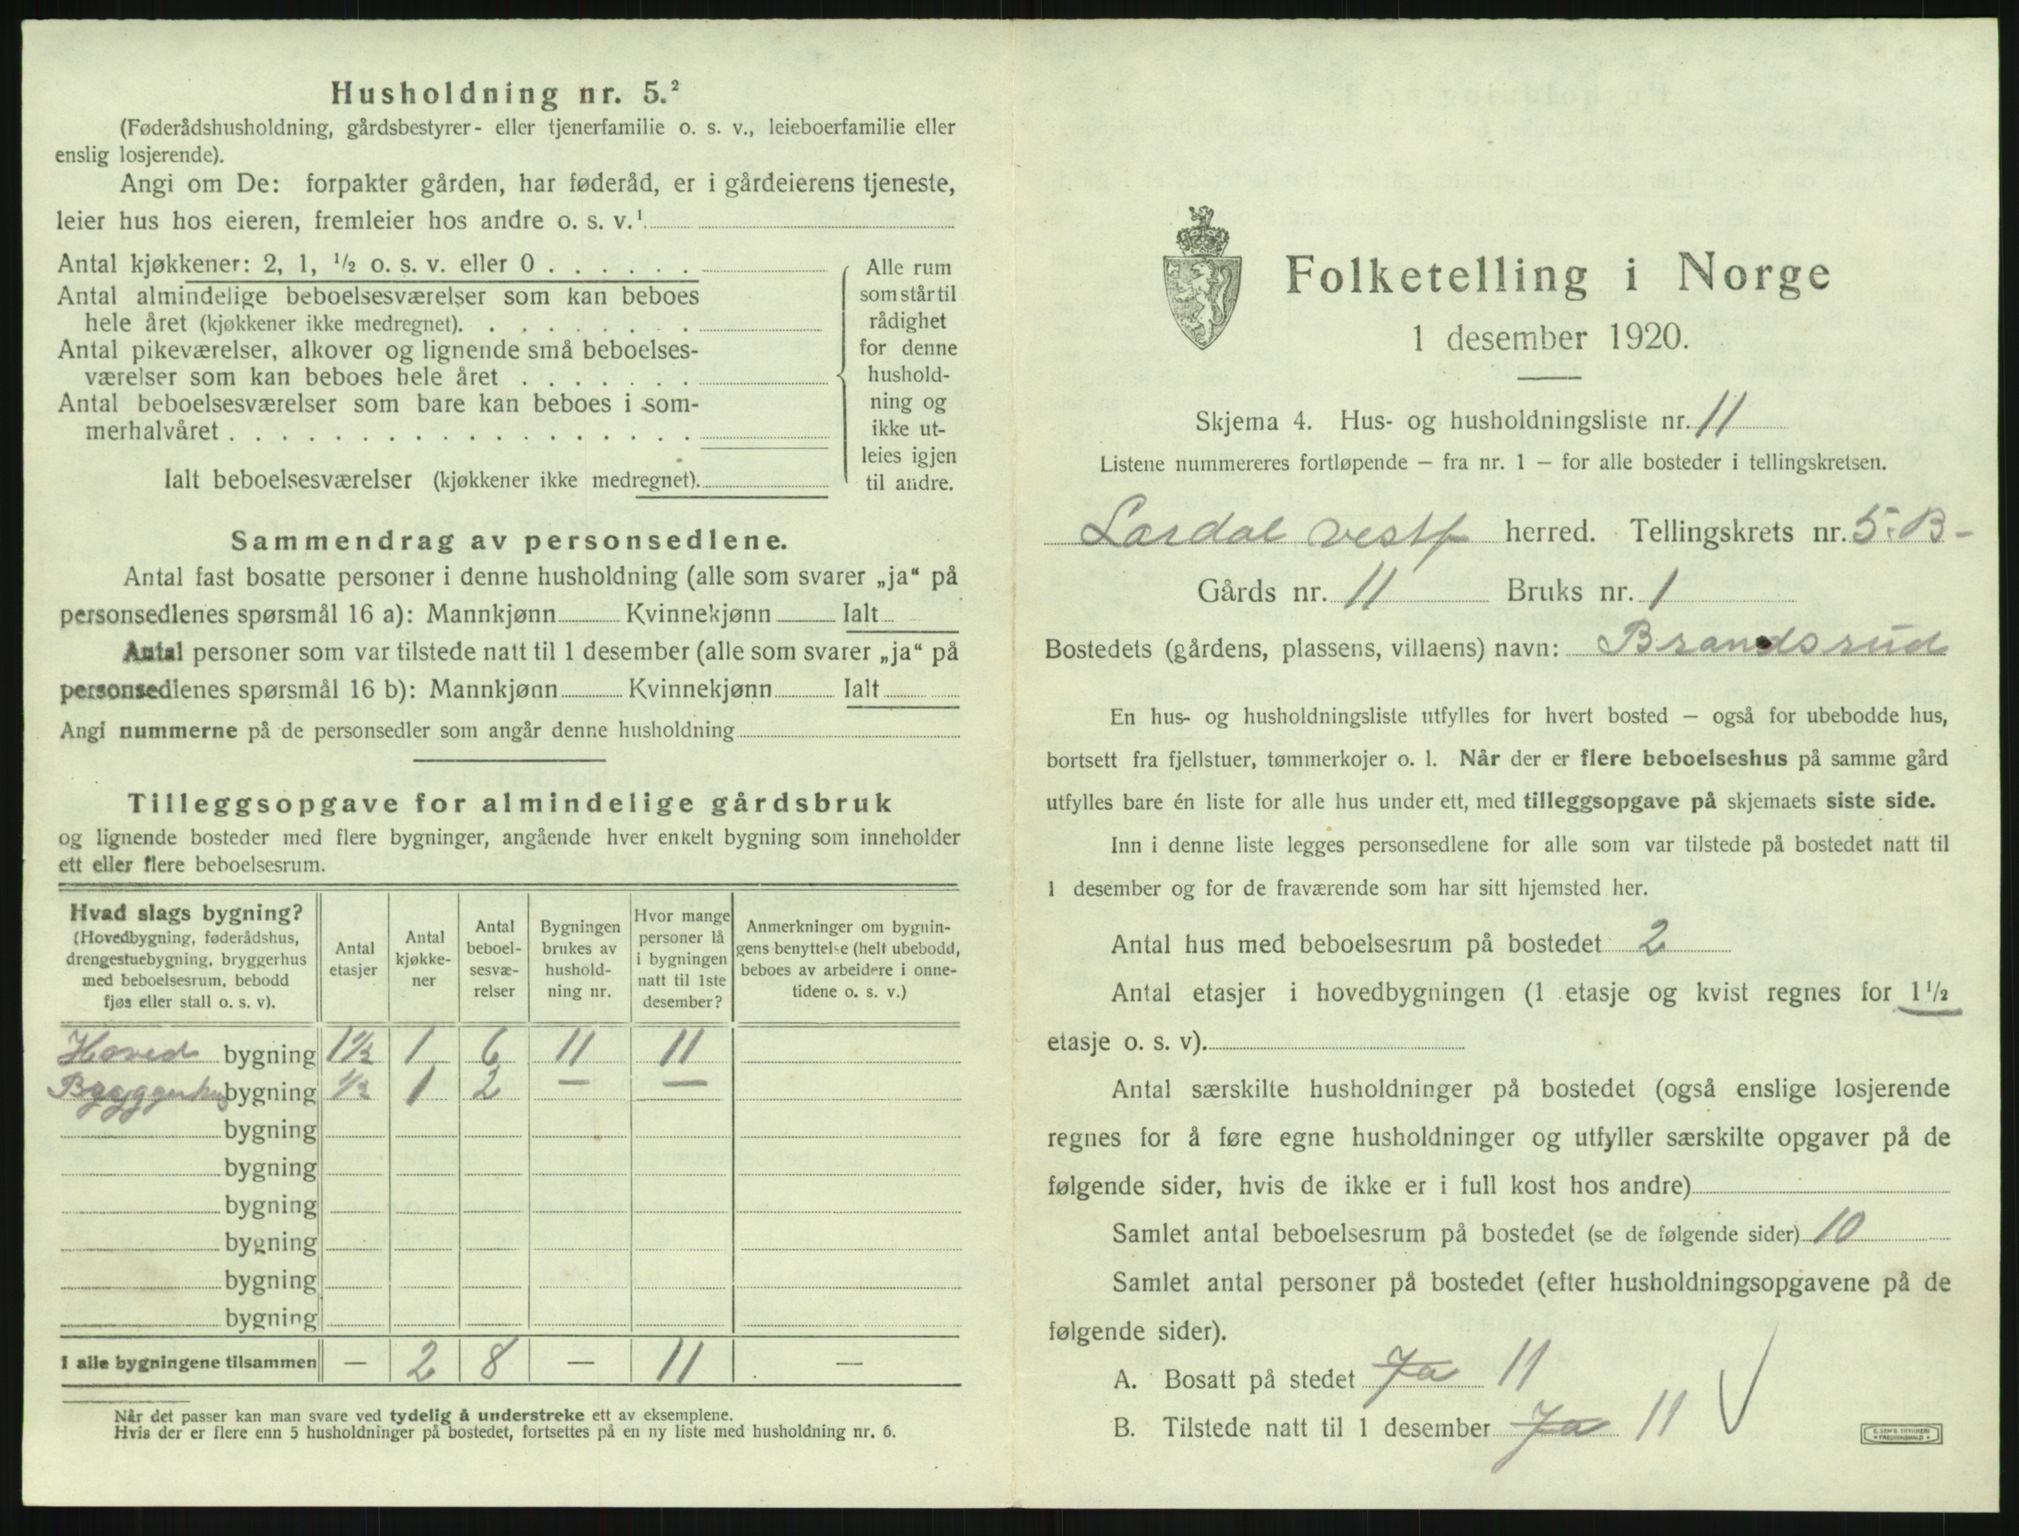 Husholdning nr. 5.²
(Føderådshusholdning, gårdsbestyrer- eller tjenerfamilie o. s. v., leieboerfamilie eller
enslig losjerende).
Angi om De: forpakter gården, har føderåd, er i gårdeierens tjeneste,
leier hus hos eieren, fremleier hos andre o. s. v.¹
Antal kjøkkener: 2, 1, ½ o. s. v. eller 0 . . . . . .
Antal almindelige beboelsesværelser som kan beboes
hele året (kjøkkener ikke medregnet). . . . . . . . .
Antal pikeværelser, alkover og lignende små beboelses-
værelser som kan beboes hele året . . . . . . .
Antal beboelsesværelser som bare kan beboes i som-
merhalvåret . . . . . . . . . . . . . . . . . .
Ialt beboelsesværelser (kjøkkener ikke medregnet).
Alle rum
som står til
rådighet
for denne
hushold-
ning og
ikke ut-
leies igjen
til andre.
Sammendrag av personsedlene.
Antal fast bosatte personer i denne husholdning (alle som svarer „ja“ på
personsedlenes spørsmål 16 a): Mannkjønn Kvinnekjønn Ialt
Antal personer som var tilstede natt til 1 desember (alle som svarer „ja“ på
personsedlenes spørsmål 16 b): Mannkjønn Kvinnekjønn Ialt
Angi nummerne på de personsedler som angår denne husholdning
Tilleggsopgave for almindelige gårdsbruk
og lignende bosteder med flere bygninger, angående hver enkelt bygning som inneholder
ett eller flere beboelsesrum.
Hvad slags bygning?
(Hovedbygning, føderådshus,
drengestuebygning, bryggerhus
med beboelsesrum, bebodd
fjøs eller stall o. s. v).
Antal
etasjer
Antal
kjøkke-
ner
Antal
beboel-
sesvæ-
relser
Bygningen
brukes av
hushold-
ning nr.
Hvor mange
personer lå
i bygningen
natt til 1ste
desember?
Anmerkninger om bygnin-
gens benyttelse (helt ubebodd,
beboes av arbeidere i onne-
tidene o. s. v.)
Hoved bygning 1½ 1 6 11 11
Bryggerhus bygning ½ 1 2 — —
bygning
bygning
bygning
bygning
bygning
bygning
I alle bygningene tilsammen — 2 8 — 11 —
Når det passer kan man svare ved tydelig å understreke ett av eksemplene.
Hvis der er flere enn 5 husholdninger på bostedet, fortsettes på en ny liste med husholdning nr. 6.
Folketelling i Norge
1 desember 1920.
Skjema 4. Hus- og husholdningsliste nr. 11
Listene nummereres fortløpende — fra nr. 1 — for alle bosteder i tellingskretsen.
Lardal vestf herred. Tellingskrets nr. 5-B-
Gårds nr. 11 Bruks nr. 1
Bostedets (gårdens, plassens, villaens) navn: Brandsrud
En hus- og husholdningsliste utfylles for hvert bosted — også for ubebodde hus,
bortsett fra fjellstuer, tømmerkojer o. l. Når der er flere beboelseshus på samme gård
utfylles bare én liste for alle hus under ett, med tilleggsopgave på skjemaets siste side.
Inn i denne liste legges personsedlene for alle som var tilstede på bostedet natt til
1 desember og for de fraværende som har sitt hjemsted her.
Antal hus med beboelsesrum på bostedet 2
Antal etasjer i hovedbygningen (1 etasje og kvist regnes for 1½
etasje o. s. v).
Antal særskilte husholdninger på bostedet (også enslige losjerende
regnes for å føre egne husholdninger og utfyller særskilte opgaver på de
følgende sider, hvis de ikke er i full kost hos andre)
Samlet antal beboelsesrum på bostedet (se de følgende sider) 10
Samlet antal personer på bostedet (efter husholdningsopgavene på de
følgende sider).
A. Bosatt på stedet Ja 11
B. Tilstede natt til 1 desember Ja 11